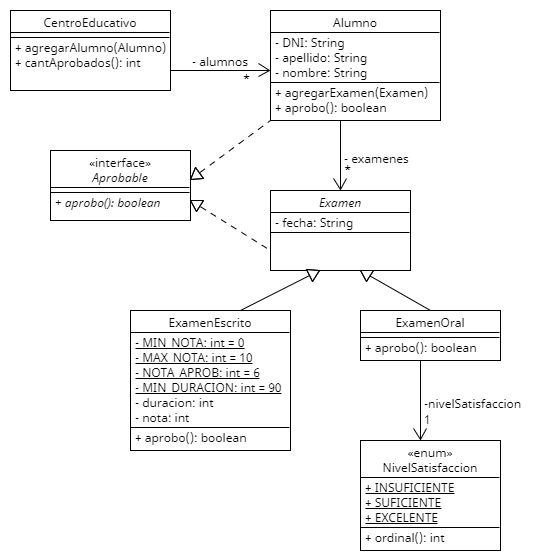 CentroEducativo
+ agregarAlumno(Alumno)
+ cantAprobados(): int
- alumnos
*
Alumno
- DNI: String
- apellido: String
- nombre: String
+ agregarExamen(Examen)
+ aprobo(): boolean
«interface»
Aprobable
+ aprobo(): boolean
- examenes
*
Examen
- fecha: String
ExamenEscrito
- MIN_NOTA: int = 0
- MAX_NOTA: int = 10
- NOTA_APROB: int = 6
- MIN_DURACION: int = 90
- duracion: int
- nota: int
+ aprobo(): boolean
ExamenOral
+ aprobo(): boolean
-nivelSatisfaccion
1
«enum»
NivelSatisfaccion
+ INSUFICIENTE
+ SUFICIENTE
+ EXCELENTE
+ ordinal(): int